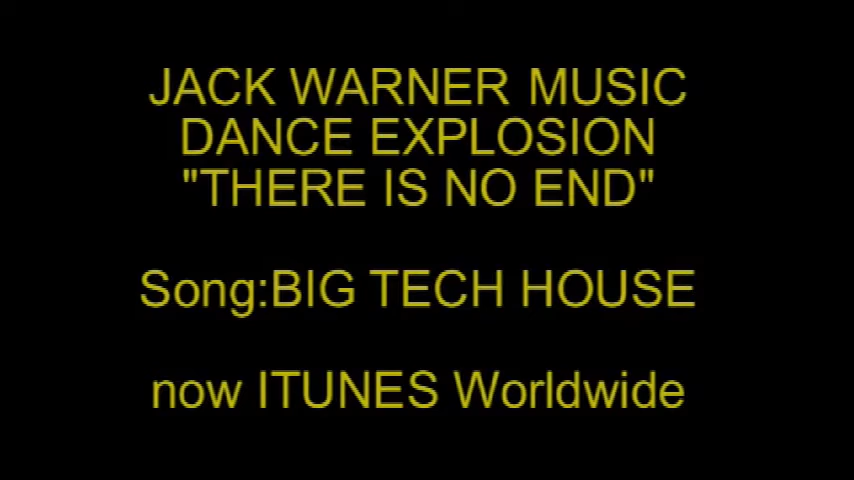 JACK WARNER MUSIC
DANCE EXPLOSION
"THERE IS NO END"
Song:BIG TECH HOUSE
now ITUNES Worldwide